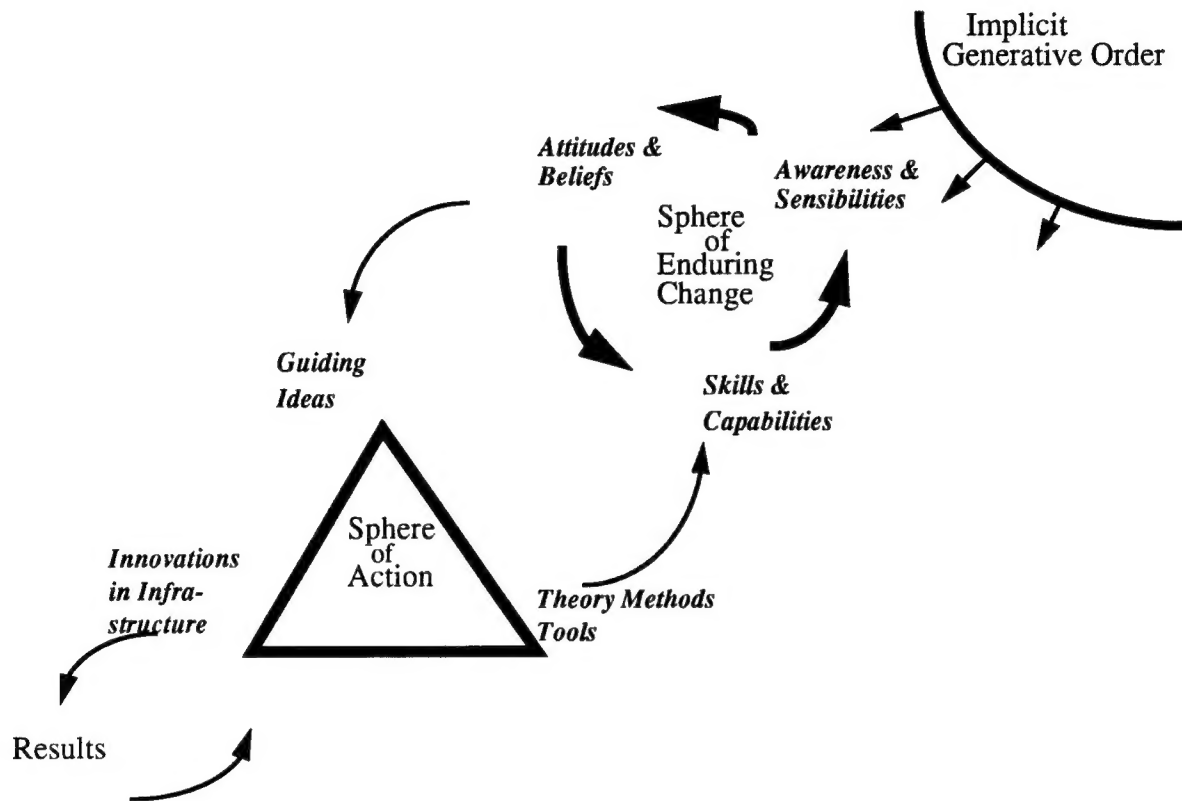 Implicit
Generative Order
Attitudes &
Beliefs
Awareness &
Sensibilities
Sphere
of
Enduring
Change
Guiding
Ideas
Skills &
Capabilities
Sphere
of
Action
Innovations
in Infra-
structure
Theory Methods
Tools
Results